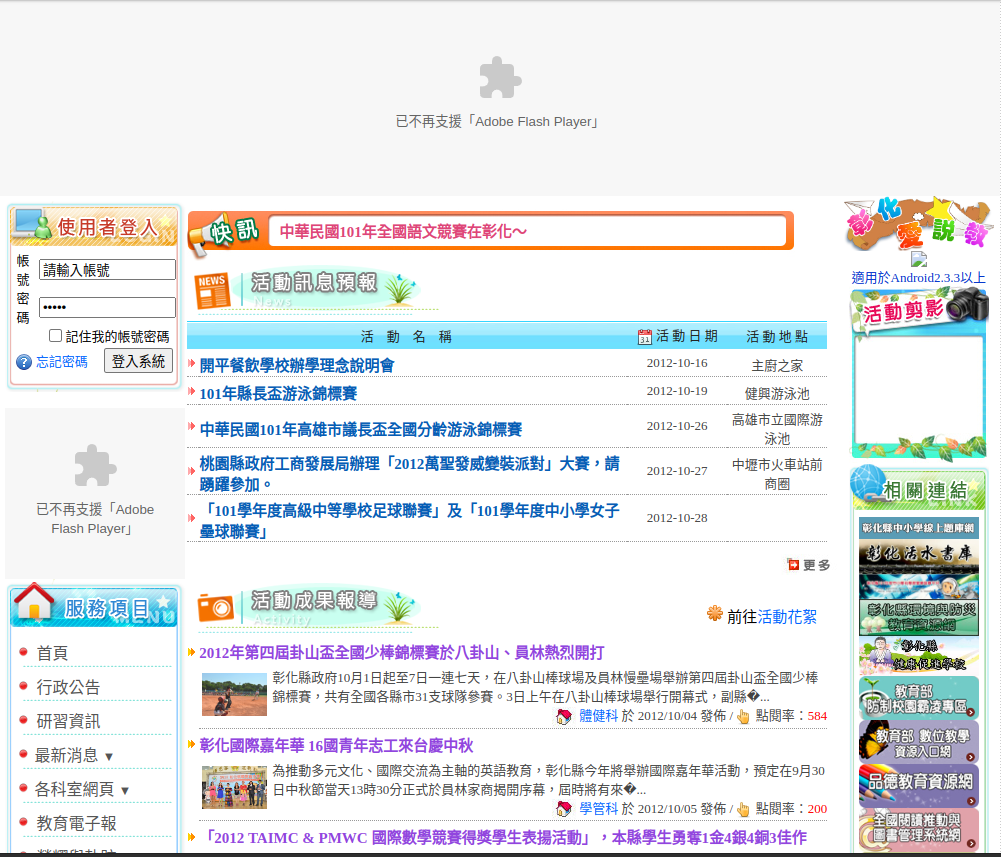 已不再支援「Adobe Flash Player」
使用者登入
帳號
請輸入帳號
密碼
•••••
記住我的帳號密碼
忘記密碼
登入系統
已不再支援「Adobe
Flash Player」
服務項目
MENU
首頁
行政公告
研習資訊
最新消息 ▼
各科室網頁 ▼
教育電子報
快訊
中華民國101年全國語文競賽在彰化～
NEWS
活動訊息預報
News
活 動 名 稱
31
活動日期
活動地點
開平餐飲學校辦學理念說明會
2012-10-16
主廚之家
101年縣長盃游泳錦標賽
2012-10-19
健興游泳池
中華民國101年高雄市議長盃全國分齡游泳錦標賽
2012-10-26
高雄市立國際游
泳池
桃園縣政府工商發展局辦理「2012萬聖發威變裝派對」大賽，請
踴躍參加。
2012-10-27
中壢市火車站前
商圈
「101學年度高級中等學校足球聯賽」及「101學年度中小學女子
壘球聯賽」
2012-10-28
更多
活動成果報導
Activity
前往活動花絮
2012年第四屆卦山盃全國少棒錦標賽於八卦山、員林熱烈開打
彰化縣政府10月1日起至7日一連七天，在八卦山棒球場及員林慢壘場舉辦第四屆卦山盃全國少棒
錦標賽，共有全國各縣市31支球隊參賽。3日上午在八卦山棒球場舉行開幕式，副縣�...
體健科 於 2012/10/04 發佈 / 點閱率：584
彰化國際嘉年華 16國青年志工來台慶中秋
為推動多元文化、國際交流為主軸的英語教育，彰化縣今年將舉辦國際嘉年華活動，預定在9月30
日中秋節當天13時30分正式於員林家商揭開序幕，屆時將有來�...
學管科 於 2012/10/05 發佈 / 點閱率：200
「2012 TAIMC & PMWC 國際數學競賽得獎學生表揚活動」，本縣學生勇奪1金4銀4銅3佳作
彰化愛說教
適用於Android2.3.3以上
活動剪影
相關連結
彰化縣中小學線上題庫網
彰化活水書庫
彰化縣環境與防災
教育資源網
彰化縣
健康促進學校
教育部
防制校園霸凌專區
教育部 數位教學
資源入口網
品德教育資源網
全國閱讀推動與
圖書管理系統網